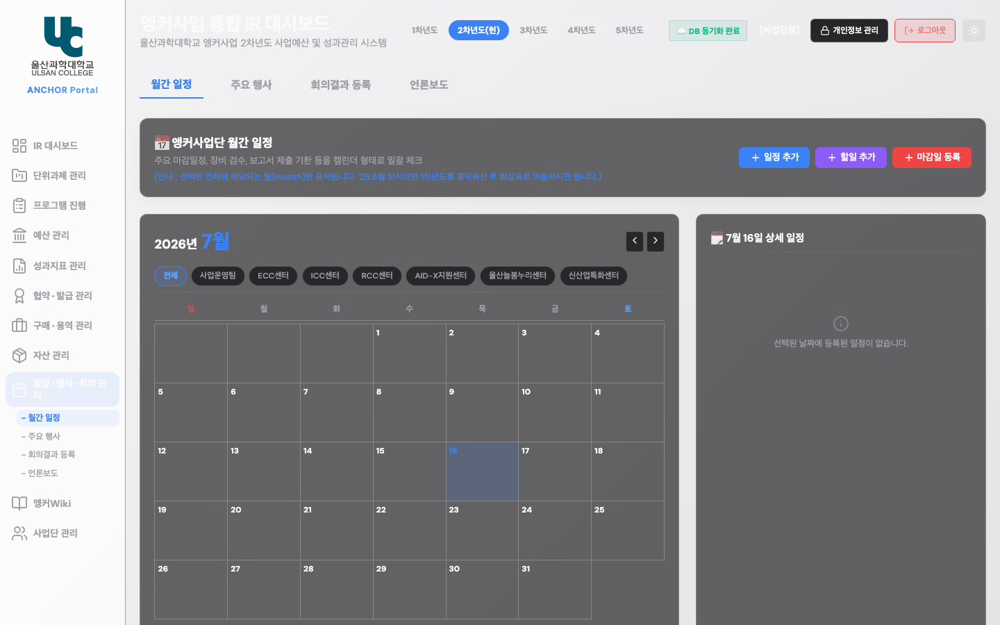 울산과학대학교
ULSAN COLLEGE
ANCHOR Portal
IR 대시보드
단위과제 관리
프로그램 진행
예산 관리
성과지표 관리
협약·발급 관리
구매·용역 관리
자산 관리
일정·행사·회의 관
리
- 월간 일정
- 주요 행사
- 회의결과 등록
- 언론보도
앵커Wiki
사업단 관리
앵커사업 통합 IR 대시보드
울산과학대학교 앵커사업 2차년도 사업예산 및 성과관리 시스템
1차년도 2차년도(현) 3차년도 4차년도 5차년도
DB 동기화 완료
[사업단장]
개인정보 관리
로그아웃
월간 일정 주요 행사 회의결과 등록 언론보도
17 앵커사업단 월간 일정
주요 마감일정, 장비 검수, 보고서 제출 기한 등을 캘린더 형태로 일괄 체크
(안내 : 선택된 연차에 해당되는 월(month)만 표시됩니다. '25.6월 보시려면 1차년도를 클릭하신 후 화살표로 이동하시면 됩니다.)
+ 일정 추가 + 할일 추가 + 마감일 등록
2026년 7월
전체 사업운영팀 ECC센터 ICC센터 RCC센터 AID-X지원센터 울산늘봄누리센터 신산업특화센터
일 월 화 수 목 금 토
1 2 3 4
5 6 7 8 9 10 11
12 13 14 15 16 17 18
19 20 21 22 23 24 25
26 27 28 29 30 31
7월 16일 상세 일정
선택된 날짜에 등록된 일정이 없습니다.